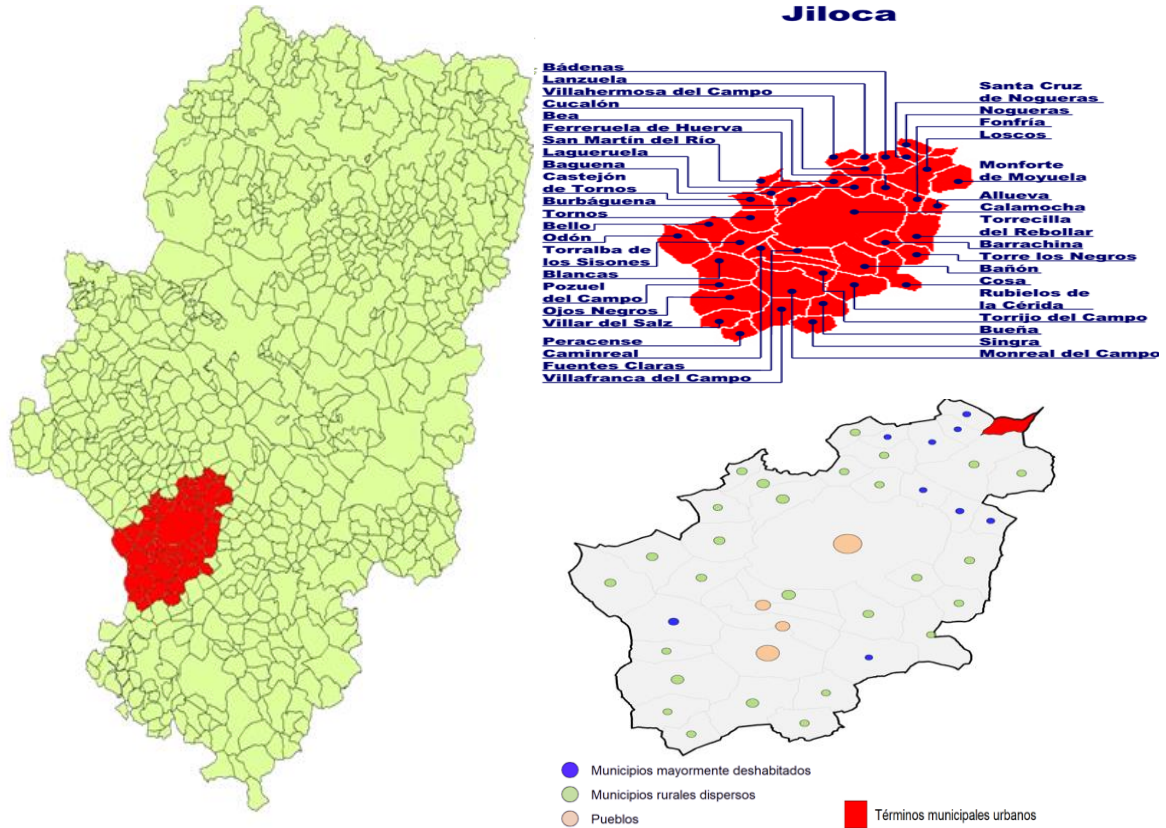 Jiloca
Bádenas
Lanzuela
Villahermosa del Campo
Cucalón
Bea
Ferreruela de Huerva
San Martín del Río
Lagueruela
Baguena
Castejón
de Tornos
Burbáguena
Tornos
Bello
Odón
Torralba de
los Sisones
Blancas
Pozuel
del Campo
Ojos Negros
Villar del Salz
Peracense
Caminreal
Fuentes Claras
Villafranca del Campo
Santa Cruz
de Nogueras
Nogueras
Fonfría
Loscos
Monforte
de Moyuela
Allueva
Calamocha
Torrecilla
del Rebollar
Barrachina
Torre los Negros
Bañón
Cosa
Rubielos de
la Cérida
Torrijo del Campo
Bueña
Singra
Monreal del Campo
Municipios mayormente deshabitados
Municipios rurales dispersos
Pueblos
Términos municipales urbanos